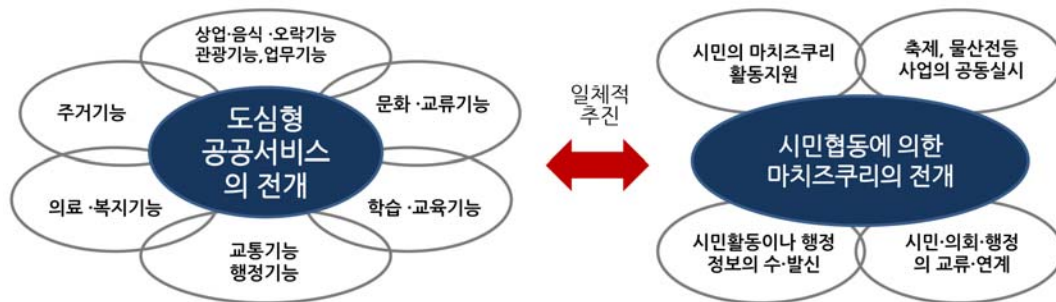 상업·음식 ·오락기능
관광기능,업무기능
주거기능
문화 ·교류기능
도심형
공공서비스
의 전개
의료 ·복지기능
학습 ·교육기능
교통기능
행정기능
일체적
추진
시민의 마치즈쿠리
활동지원
축제, 물산전등
사업의 공동실시
시민협동에 의한
마치즈쿠리의 전개
시민활동이나 행정
정보의 수·발신
시민·의회·행정
의 교류·연계